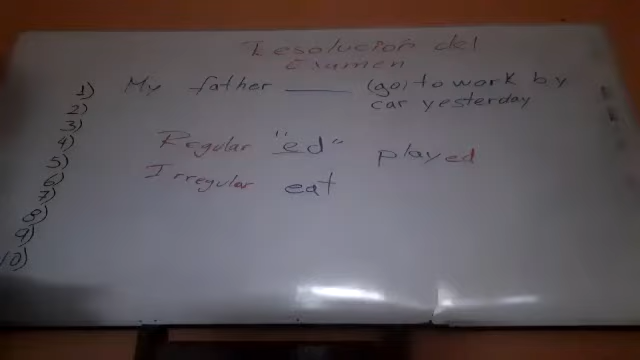 Resolución del
Examen
1) My father ______ (go) to work by
car yesterday
2)
3)
4)
5)
6)
7)
8)
9)
10)
Regular "ed" played
Irregular eat